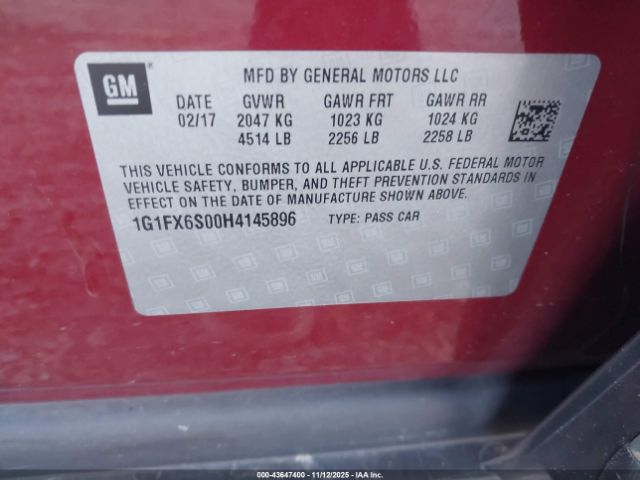 GM
MFD BY GENERAL MOTORS LLC
DATE GVWR GAWR FRT GAWR RR
02/17 2047 KG 1023 KG 1024 KG
4514 LB 2256 LB 2258 LB
THIS VEHICLE CONFORMS TO ALL APPLICABLE U.S. FEDERAL MOTOR
VEHICLE SAFETY, BUMPER, AND THEFT PREVENTION STANDARDS IN
EFFECT ON THE DATE OF MANUFACTURE SHOWN ABOVE.
1G1FX6S00H4145896 TYPE: PASS CAR
000-43647400 - 11/12/2025 - IAA Inc.